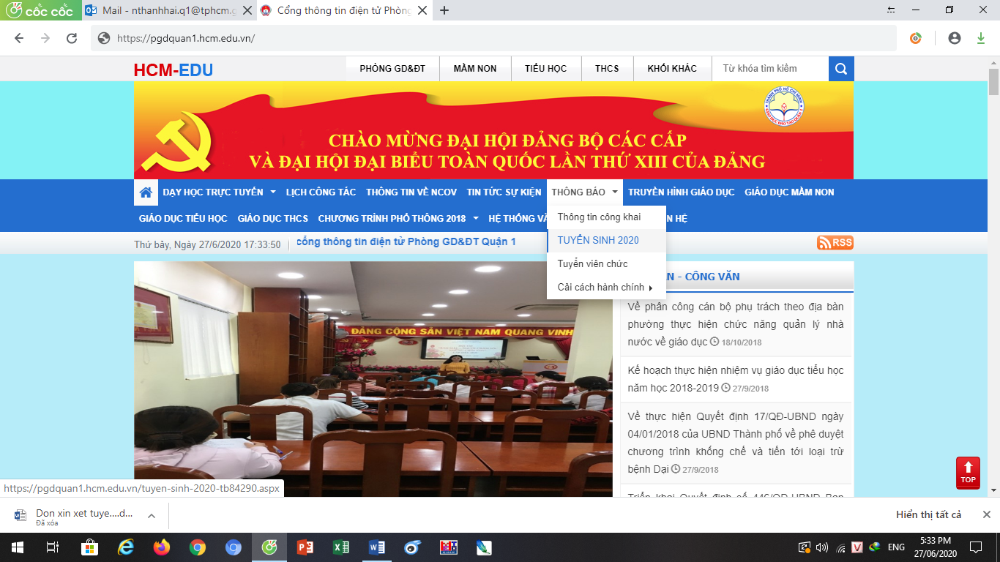 cốc cốc
Mail - nthanhhai.q1@tphcm.g
Cổng thông tin điện tử Phòng
https://pgdquan1.hcm.edu.vn/
HCM-EDU
PHÒNG GD&ĐT
MẦM NON
TIỂU HỌC
THCS
KHỐI KHÁC
Từ khóa tìm kiếm
CHÀO MỪNG ĐẠI HỘI ĐẢNG BỘ CÁC CẤP
VÀ ĐẠI HỘI ĐẠI BIỂU TOÀN QUỐC LẦN THỨ XIII CỦA ĐẢNG
DẠY HỌC TRỰC TUYẾN
LỊCH CÔNG TÁC
THÔNG TIN VỀ NCOV
TIN TỨC SỰ KIỆN
THÔNG BÁO
TRUYỀN HÌNH GIÁO DỤC
GIÁO DỤC MẦM NON
GIÁO DỤC TIỂU HỌC
GIÁO DỤC THCS
CHƯƠNG TRÌNH PHỔ THÔNG 2018
HỆ THỐNG VĂ
N HỆ
Thông tin công khai
TUYỂN SINH 2020
Tuyển viên chức
Cải cách hành chính
Thứ bảy, Ngày 27/6/2020 17:33:50
cổng thông tin điện tử Phòng GD&ĐT Quận 1
RSS
ĐẢNG CỘNG SẢN VIỆT NAM QUANG VINH
N - CÔNG VĂN
Về phân công cán bộ phụ trách theo địa bàn
phường thực hiện chức năng quản lý nhà
nước về giáo dục 18/10/2018
Kế hoạch thực hiện nhiệm vụ giáo dục tiểu học
năm học 2018-2019 27/9/2018
Về thực hiện Quyết định 17/QĐ-UBND ngày
04/01/2018 của UBND Thành phố về phê duyệt
chương trình khống chế và tiến tới loại trừ
bệnh Dại 27/9/2018
Triển khai Quyết định số 446/QĐ-UBND Ban
TOP
https://pgdquan1.hcm.edu.vn/tuyen-sinh-2020-tb84290.aspx
Don xin xet tuye....d...
Đã xóa
Hiển thị tất cả
ENG
5:33 PM
27/06/2020